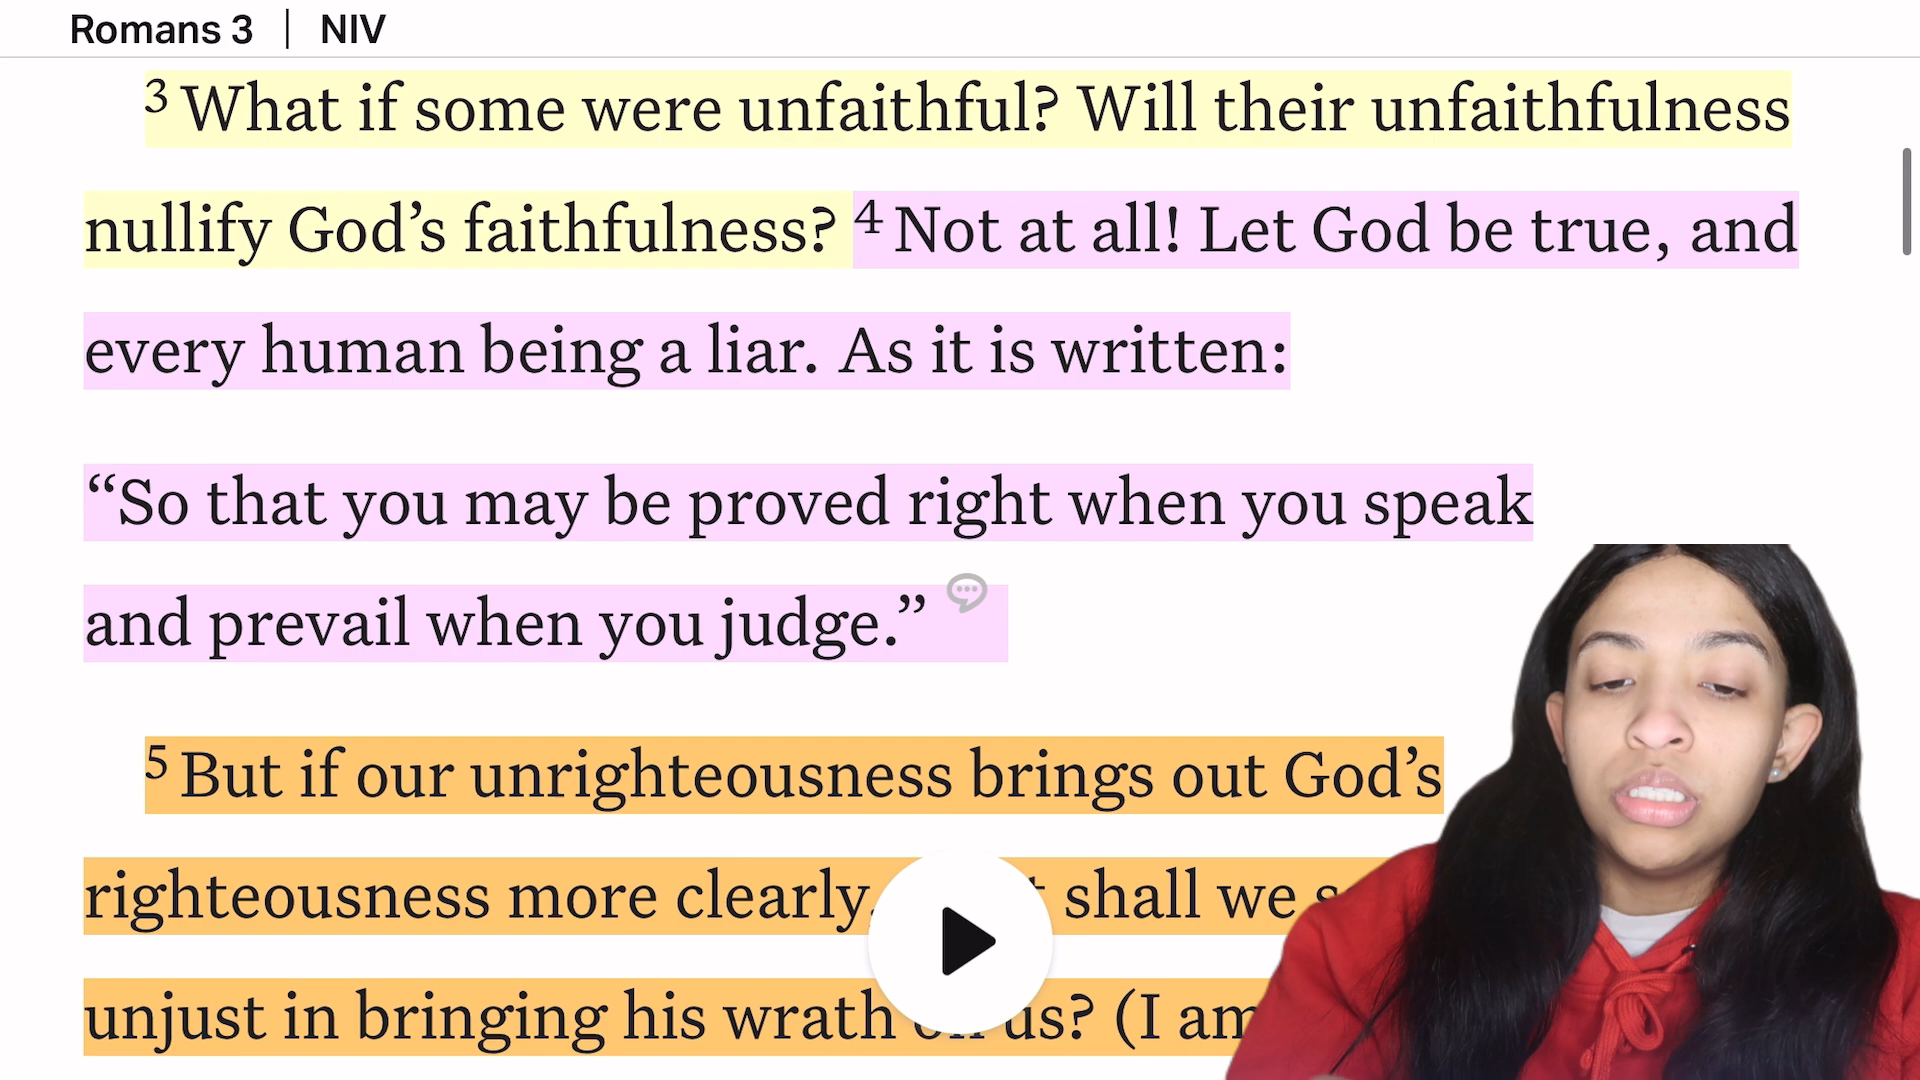 Romans 3 | NIV
3 What if some were unfaithful? Will their unfaithfulness
nullify God’s faithfulness? 4 Not at all! Let God be true, and
every human being a liar. As it is written:
“So that you may be proved right when you speak
and prevail when you judge.”
5 But if our unrighteousness brings out God’s
righteousness more clearly, shall we
unjust in bringing his wrath us? (I am